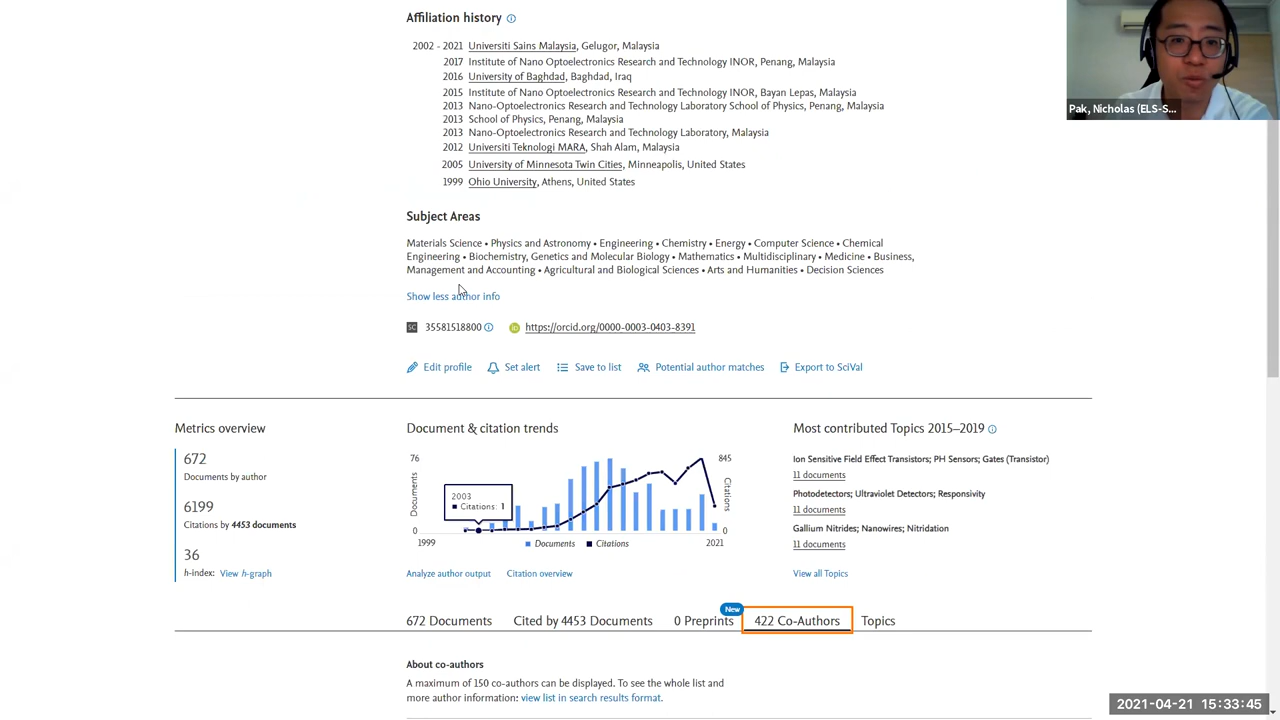 Affiliation history
2002 - 2021 Universiti Sains Malaysia, Gelugor, Malaysia
2017 Institute of Nano Optoelectronics Research and Technology INOR, Penang, Malaysia
2016 University of Baghdad, Baghdad, Iraq
2015 Institute of Nano Optoelectronics Research and Technology INOR, Bayan Lepas, Malaysia
2013 Nano-Optoelectronics Research and Technology Laboratory School of Physics, Penang, Malaysia
2013 School of Physics, Penang, Malaysia
2013 Nano-Optoelectronics Research and Technology Laboratory, Malaysia
2012 Universiti Teknologi MARA, Shah Alam, Malaysia
2005 University of Minnesota Twin Cities, Minneapolis, United States
1999 Ohio University, Athens, United States
Pak, Nicholas (ELS-S...
Subject Areas
Materials Science • Physics and Astronomy • Engineering • Chemistry • Energy • Computer Science • Chemical
Engineering • Biochemistry, Genetics and Molecular Biology • Mathematics • Multidisciplinary • Medicine • Business,
Management and Accounting • Agricultural and Biological Sciences • Arts and Humanities • Decision Sciences
Show less author info
SC 35581518800 https://orcid.org/0000-0003-0403-8391
Edit profile Set alert Save to list Potential author matches Export to SciVal
Metrics overview
672
Documents by author
6199
Citations by 4453 documents
36
h-index: View h-graph
Document & citation trends
76
845
Documents
Citations
2003
Citations: 1
0
0
1999
Documents Citations
2021
Analyze author output Citation overview
Most contributed Topics 2015–2019
Ion Sensitive Field Effect Transistors; PH Sensors; Gates (Transistor)
11 documents
Photodetectors; Ultraviolet Detectors; Responsivity
11 documents
Gallium Nitrides; Nanowires; Nitridation
11 documents
View all Topics
New
672 Documents Cited by 4453 Documents 0 Preprints 422 Co-Authors Topics
About co-authors
A maximum of 150 co-authors can be displayed. To see the whole list and
more author information: view list in search results format.
2021-04-21 15:33:45